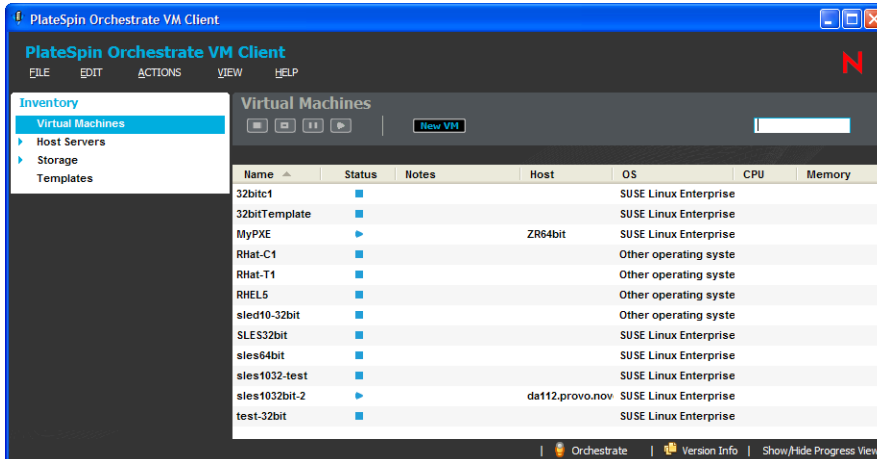 PlateSpin Orchestrate VM Client
PlateSpin Orchestrate VM Client
FILE EDIT ACTIONS VIEW HELP
N
Inventory
Virtual Machines
Host Servers
Storage
Templates
Virtual Machines
New VM
Name Status Notes Host OS CPU Memory
32bitc1 SUSE Linux Enterprise
32bitTemplate SUSE Linux Enterprise
MyPXE ZR64bit SUSE Linux Enterprise
RHat-C1 Other operating syste
RHat-T1 Other operating syste
RHEL5 Other operating syste
sled10-32bit Other operating syste
SLES32bit SUSE Linux Enterprise
sles64bit SUSE Linux Enterprise
sles1032-test SUSE Linux Enterprise
sles1032bit-2 da112.provo.nov SUSE Linux Enterprise
test-32bit SUSE Linux Enterprise
| Orchestrate | Version Info | Show/Hide Progress View